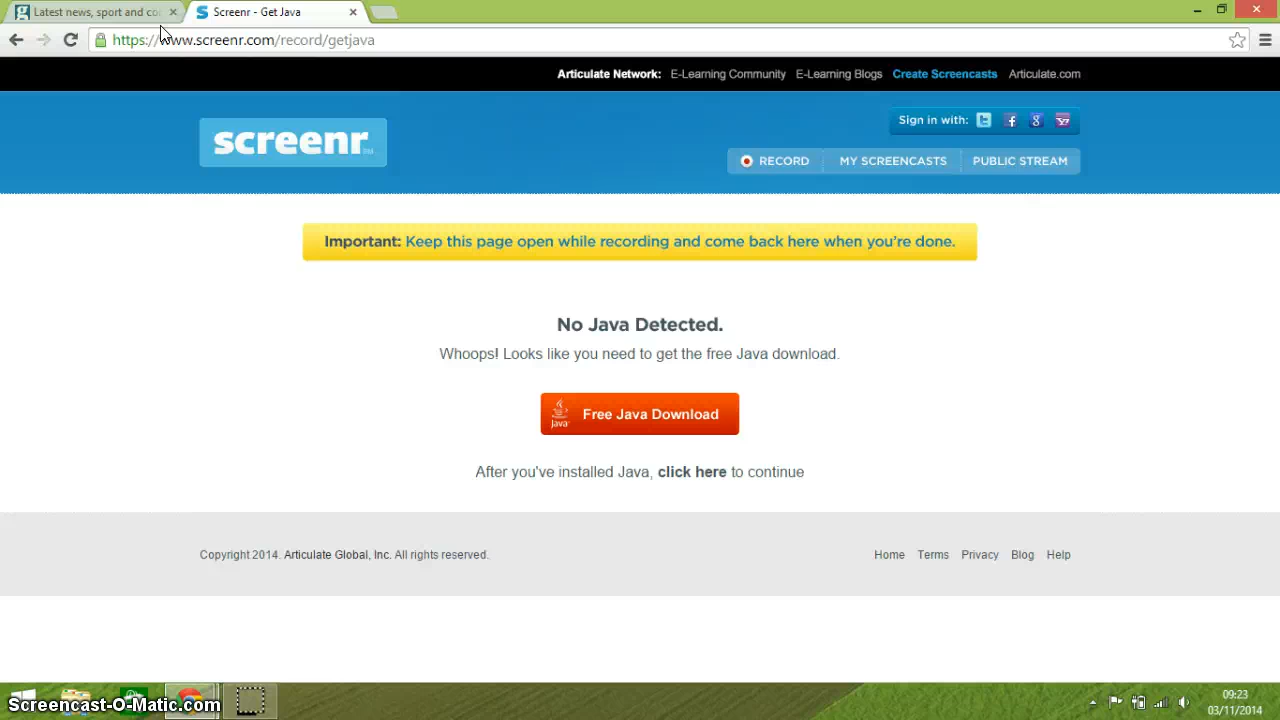 Latest news, sport and co
Screenr - Get Java
https://www.screenr.com/record/getjava
Articulate Network: E-Learning Community E-Learning Blogs Create Screencasts Articulate.com
Sign in with:
screenr SM
RECORD MY SCREENCASTS PUBLIC STREAM
Important: Keep this page open while recording and come back here when you're done.
No Java Detected.
Whoops! Looks like you need to get the free Java download.
Java Free Java Download
After you've installed Java, click here to continue
Copyright 2014. Articulate Global, Inc. All rights reserved.
Home Terms Privacy Blog Help
Screencast-O-Matic.com
09:23
03/11/2014